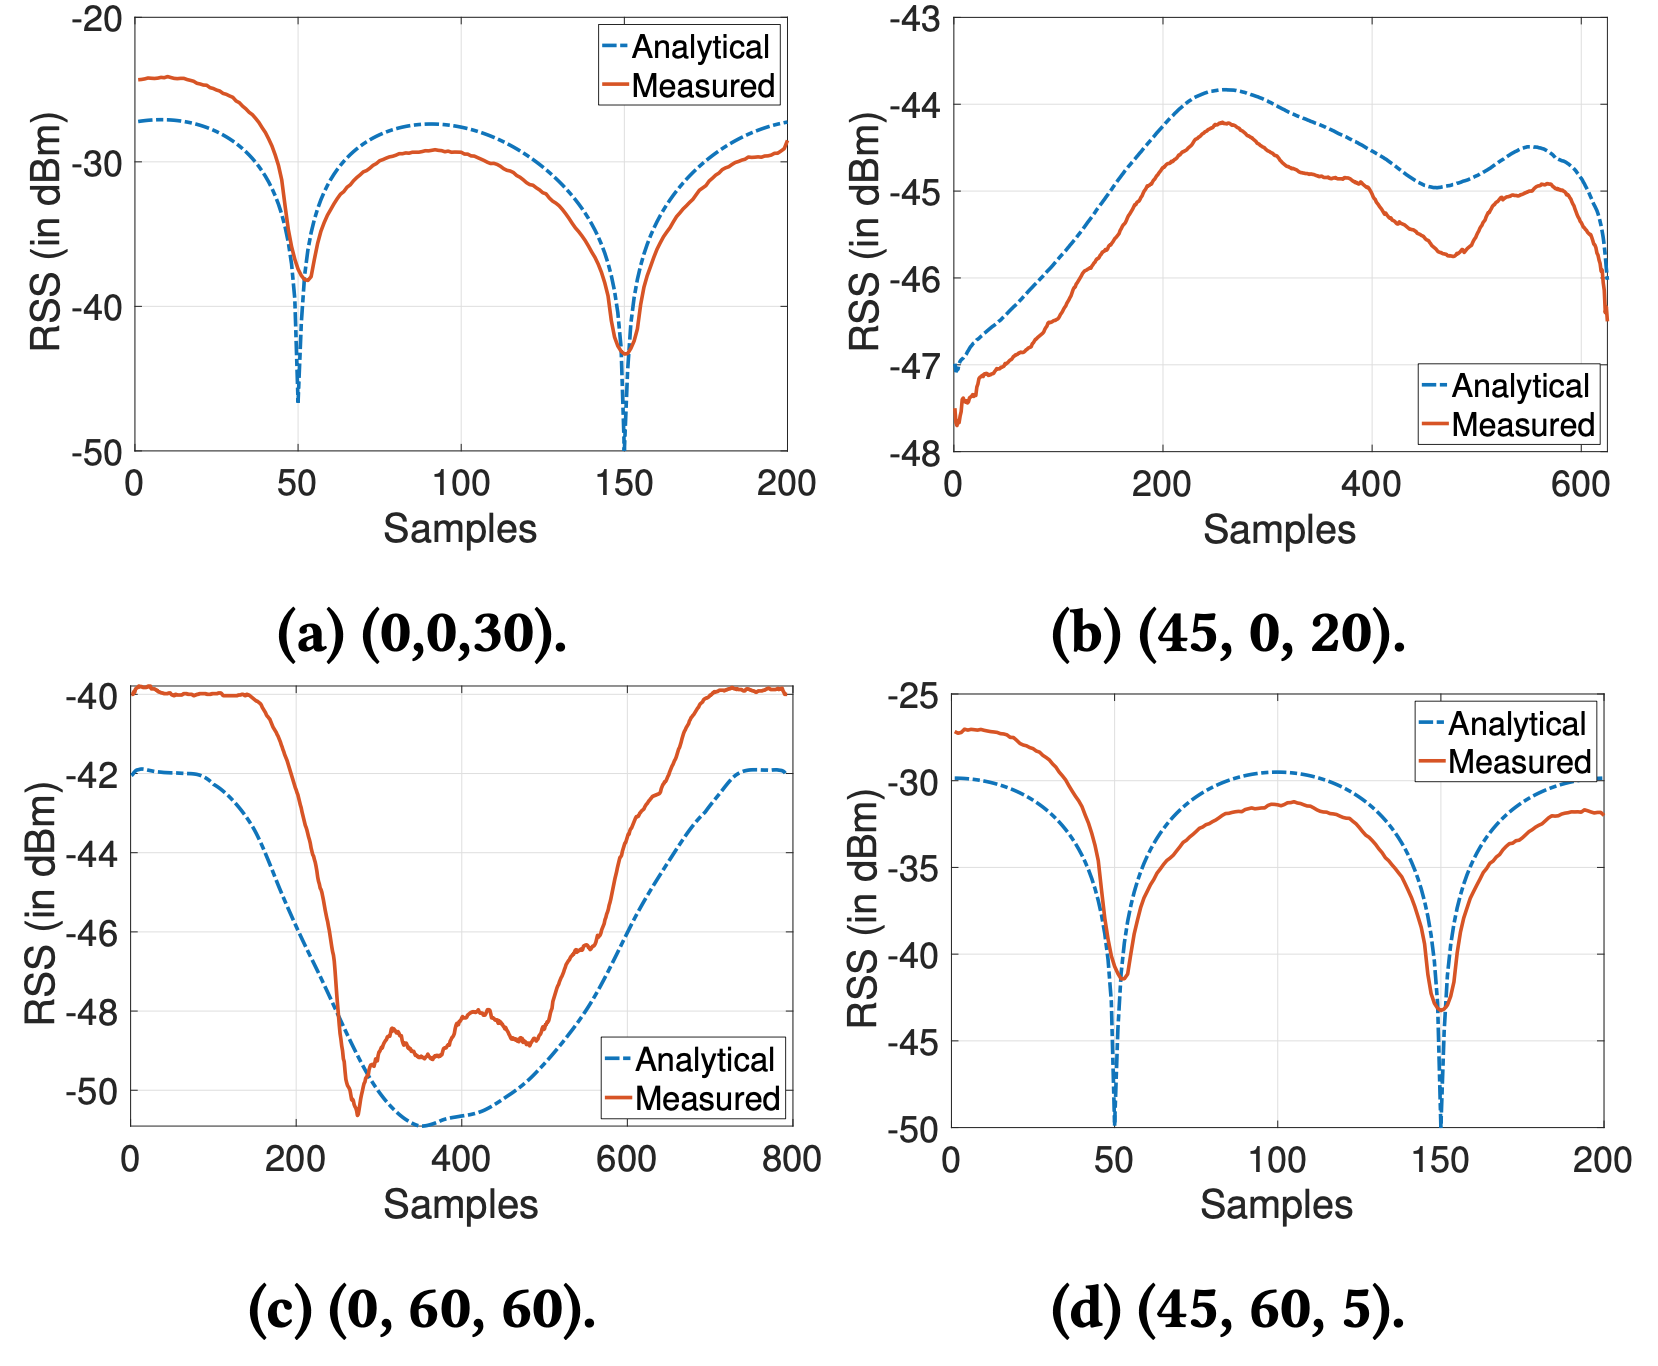 -20
-30
-40
-50
RSS (in dBm)
Analytical
Measured
0 50 100 150 200
Samples
(a) (0,0,30).
-43
-44
-45
-46
-47
-48
RSS (in dBm)
Analytical
Measured
0 200 400 600
Samples
(b) (45, 0, 20).
-40
-42
-44
-46
-48
-50
RSS (in dBm)
Analytical
Measured
0 200 400 600 800
Samples
(c) (0, 60, 60).
-25
-30
-35
-40
-45
-50
RSS (in dBm)
Analytical
Measured
0 50 100 150 200
Samples
(d) (45, 60, 5).